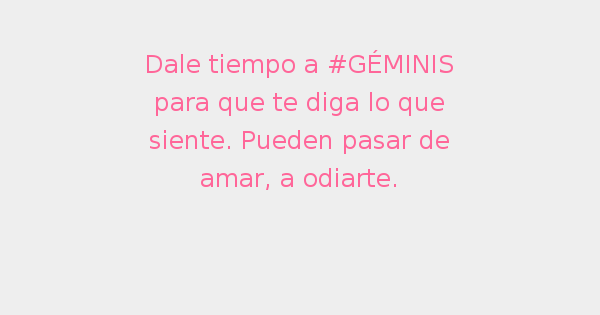 Dale tiempo a #GÉMINIS
para que te diga lo que
siente. Pueden pasar de
amar, a odiarte.